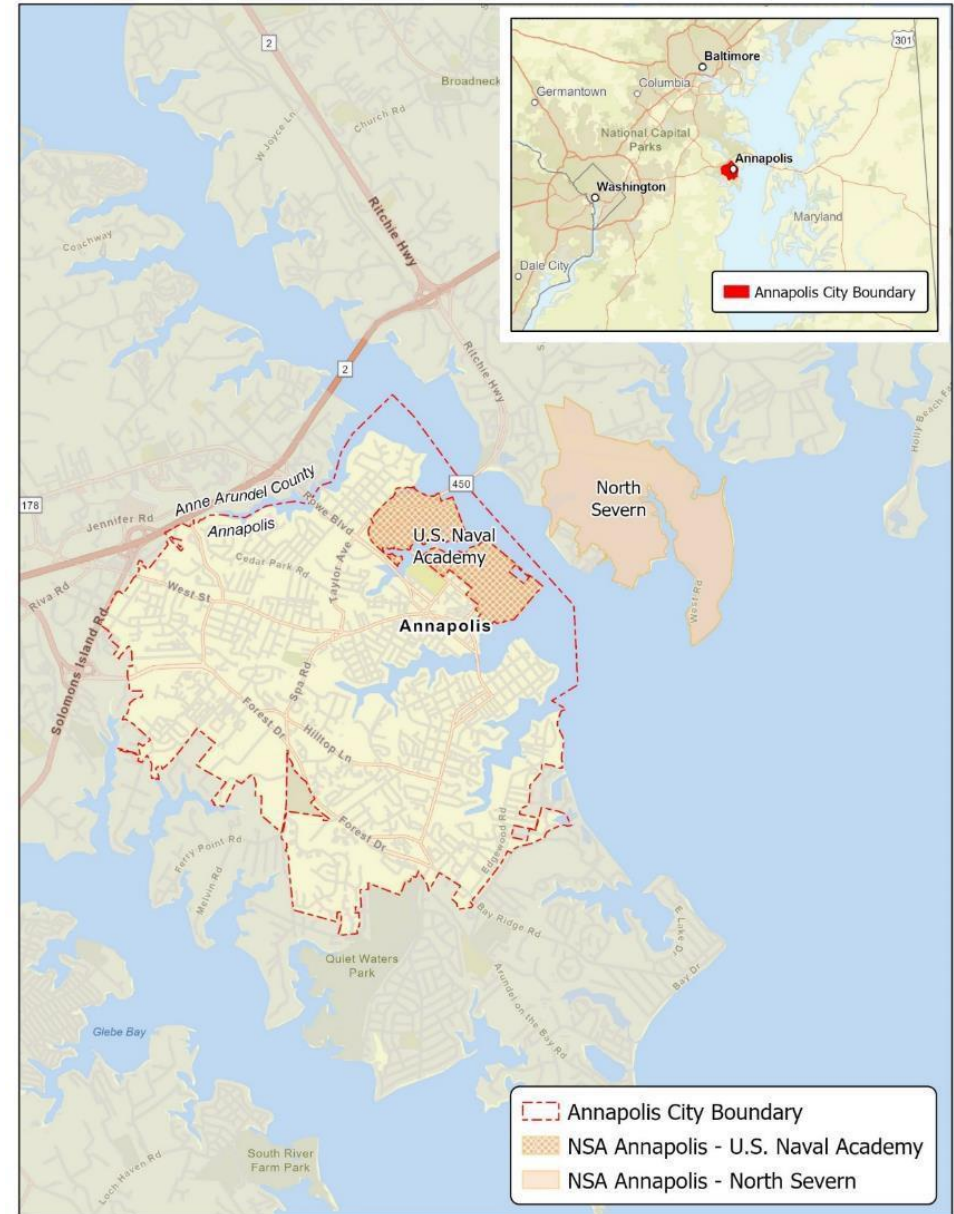 2
Broadneck
Church Rd
W Joyce Ln
Ritchie Hwy
Coachway
2
Ritchie Hwy
Holly Beach Fa
178
Anne Arundel County
Jennifer Rd
Annapolis
450
Rowe Blvd
North
Severn
U.S. Naval
Academy
Cedar Park Rd
Taylor Ave
Riva Rd
West St
West Rd
Annapolis
Solomons Island Rd
Spa Rd
Forest Dr
Hilltop Ln
Edgewood Rd
Forest Dr
Ferry Point Rd
Melvin Rd
Bay Ridge Rd
E Lake Dr
Bay Dr
Quiet Waters
Park
Arundel on the Bay Rd
Glebe Bay
South River
Farm Park
Loch Haven Rd
301
Baltimore
Columbia
Germantown
National Capital
Parks
Annapolis
Washington
Maryland
Dale City
Annapolis City Boundary
Annapolis City Boundary
NSA Annapolis - U.S. Naval Academy
NSA Annapolis - North Severn